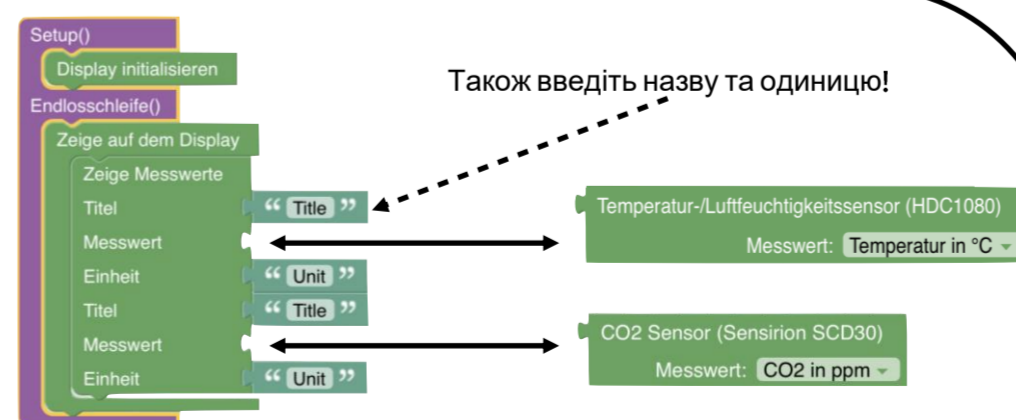 Setup()
Display initialisieren
Endlosschleife()
Zeige auf dem Display
Zeige Messwerte
Titel “ Title ”
Messwert
Einheit “ Unit ”
Titel “ Title ”
Messwert
Einheit “ Unit ”
Також введіть назву та одиницю!
Temperatur-/Luftfeuchtigkeitssensor (HDC1080)
Messwert: Temperatur in °C
CO2 Sensor (Sensirion SCD30)
Messwert: CO2 in ppm